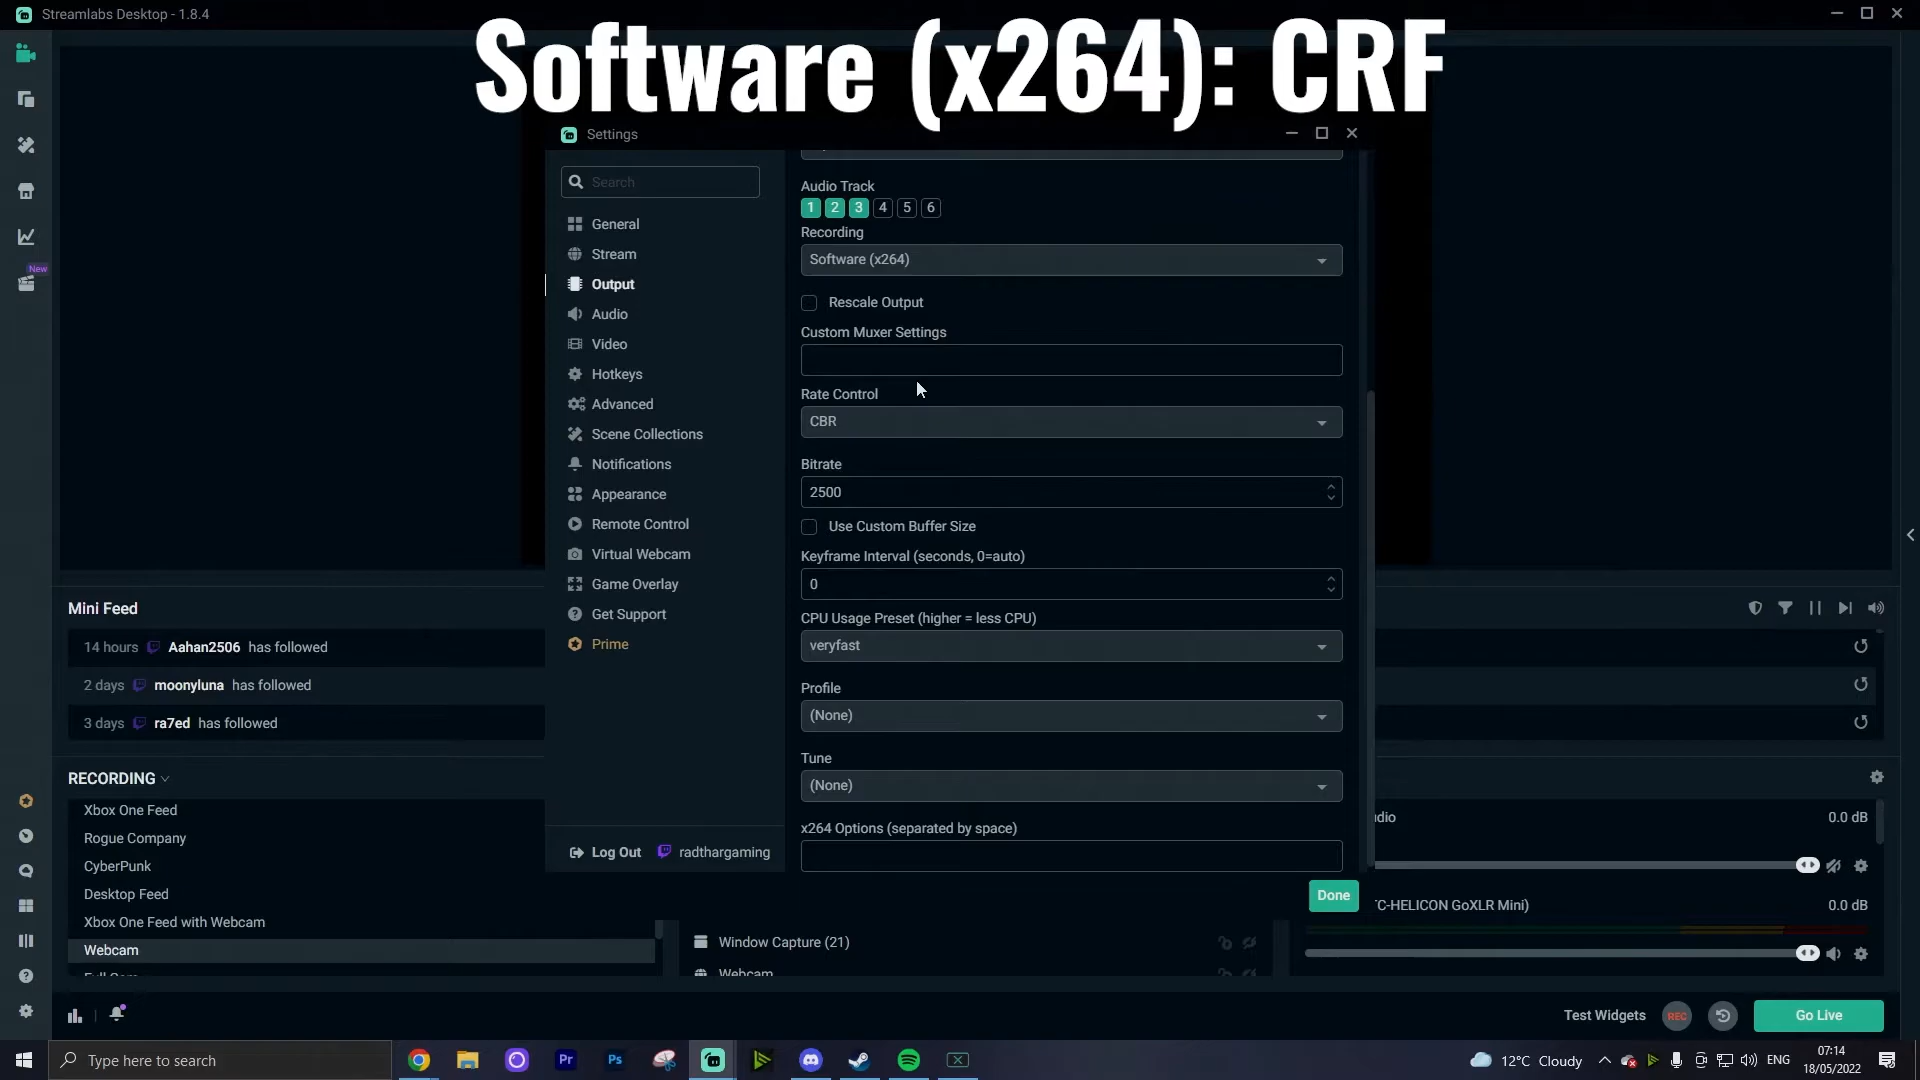 Streamlabs Desktop - 1.8.4
Software (x264): CRF
Settings
Search
General
Stream
Output
Audio
Video
Hotkeys
Advanced
Scene Collections
Notifications
Appearance
Remote Control
Virtual Webcam
Game Overlay
Get Support
Prime
Log Out radthargaming
Audio Track
1 2 3 4 5 6
Recording
Software (x264)
Rescale Output
Custom Muxer Settings
Rate Control
CBR
Bitrate
2500
Use Custom Buffer Size
Keyframe Interval (seconds, 0=auto)
0
CPU Usage Preset (higher = less CPU)
veryfast
Profile
(None)
Tune
(None)
x264 Options (separated by space)
Done
New
Mini Feed
14 hours Aahan2506 has followed
2 days moonyluna has followed
3 days ra7ed has followed
RECORDING
Xbox One Feed
Rogue Company
CyberPunk
Desktop Feed
Xbox One Feed with Webcam
Webcam
Window Capture (21)
Webcam
0.0 dB
TC-HELICON GoXLR Mini) 0.0 dB
Test Widgets REC Go Live
Type here to search
Pr
Ps
12°C Cloudy
ENG
07:14
18/05/2022